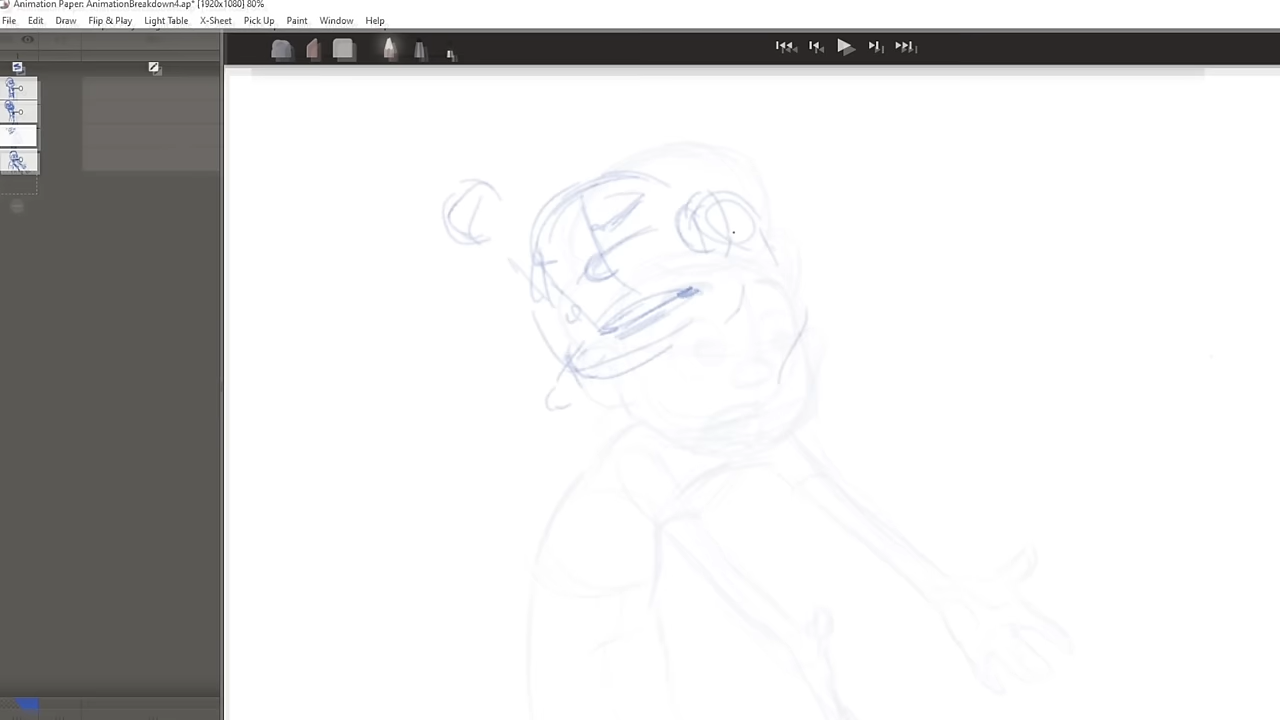 Animation Paper: AnimationBreakdown4.ap* [1920x1080] 80%
File Edit Draw Flip & Play Light Table X-Sheet Pick Up Paint Window Help